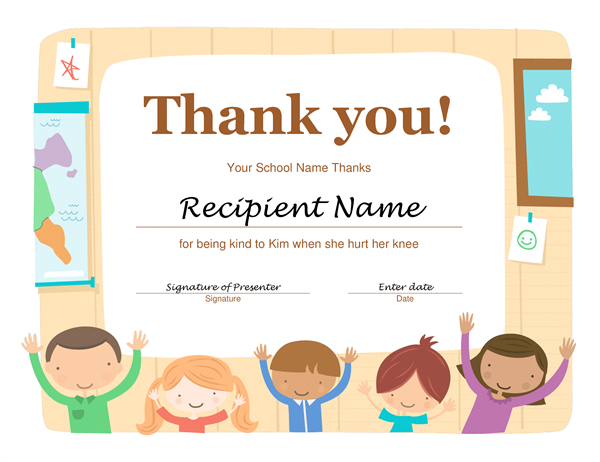 Thank you!
Your School Name Thanks
Recipient Name
for being kind to Kim when she hurt her knee
Signature of Presenter Enter date
Signature Date